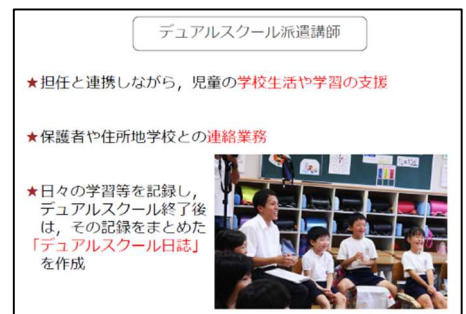 デュアルスクール派遣講師
★担任と連携しながら，児童の学校生活や学習の支援
★保護者や住所地学校との連絡業務
★日々の学習等を記録し，
デュアルスクール終了後
は，その記録をまとめた
「デュアルスクール日誌」
を作成